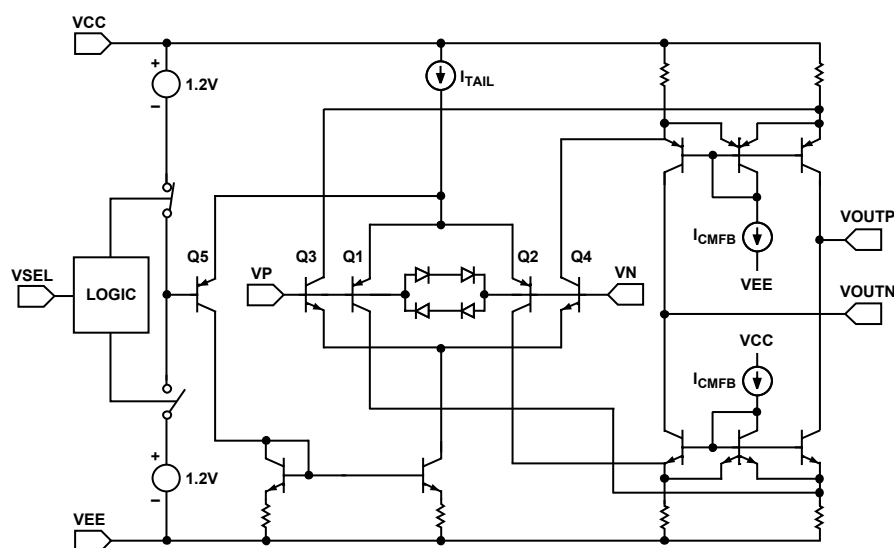 VCC
+
1.2V
–
ITAIL
Q5
Q3
Q1
Q2
Q4
VP
VN
VSEL
LOGIC
ICMFB
VEE
VOUTP
VOUTN
VCC
ICMFB
+
1.2V
–
VEE